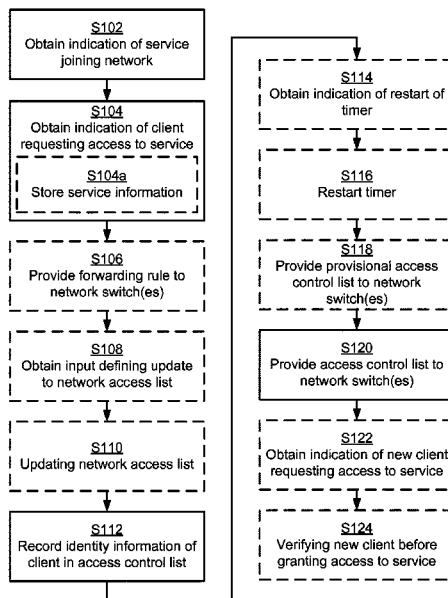 S102
Obtain indication of service
joining network
S104
Obtain indication of client
requesting access to service
S104a
Store service information
S106
Provide forwarding rule to
network switch(es)
S108
Obtain input defining update
to network access list
S110
Updating network access list
S112
Record identity information of
client in access control list
S114
Obtain indication of restart of
timer
S116
Restart timer
S118
Provide provisional access
control list to network
switch(es)
S120
Provide access control list to
network switch(es)
S122
Obtain indication of new client
requesting access to service
S124
Verifying new client before
granting access to service